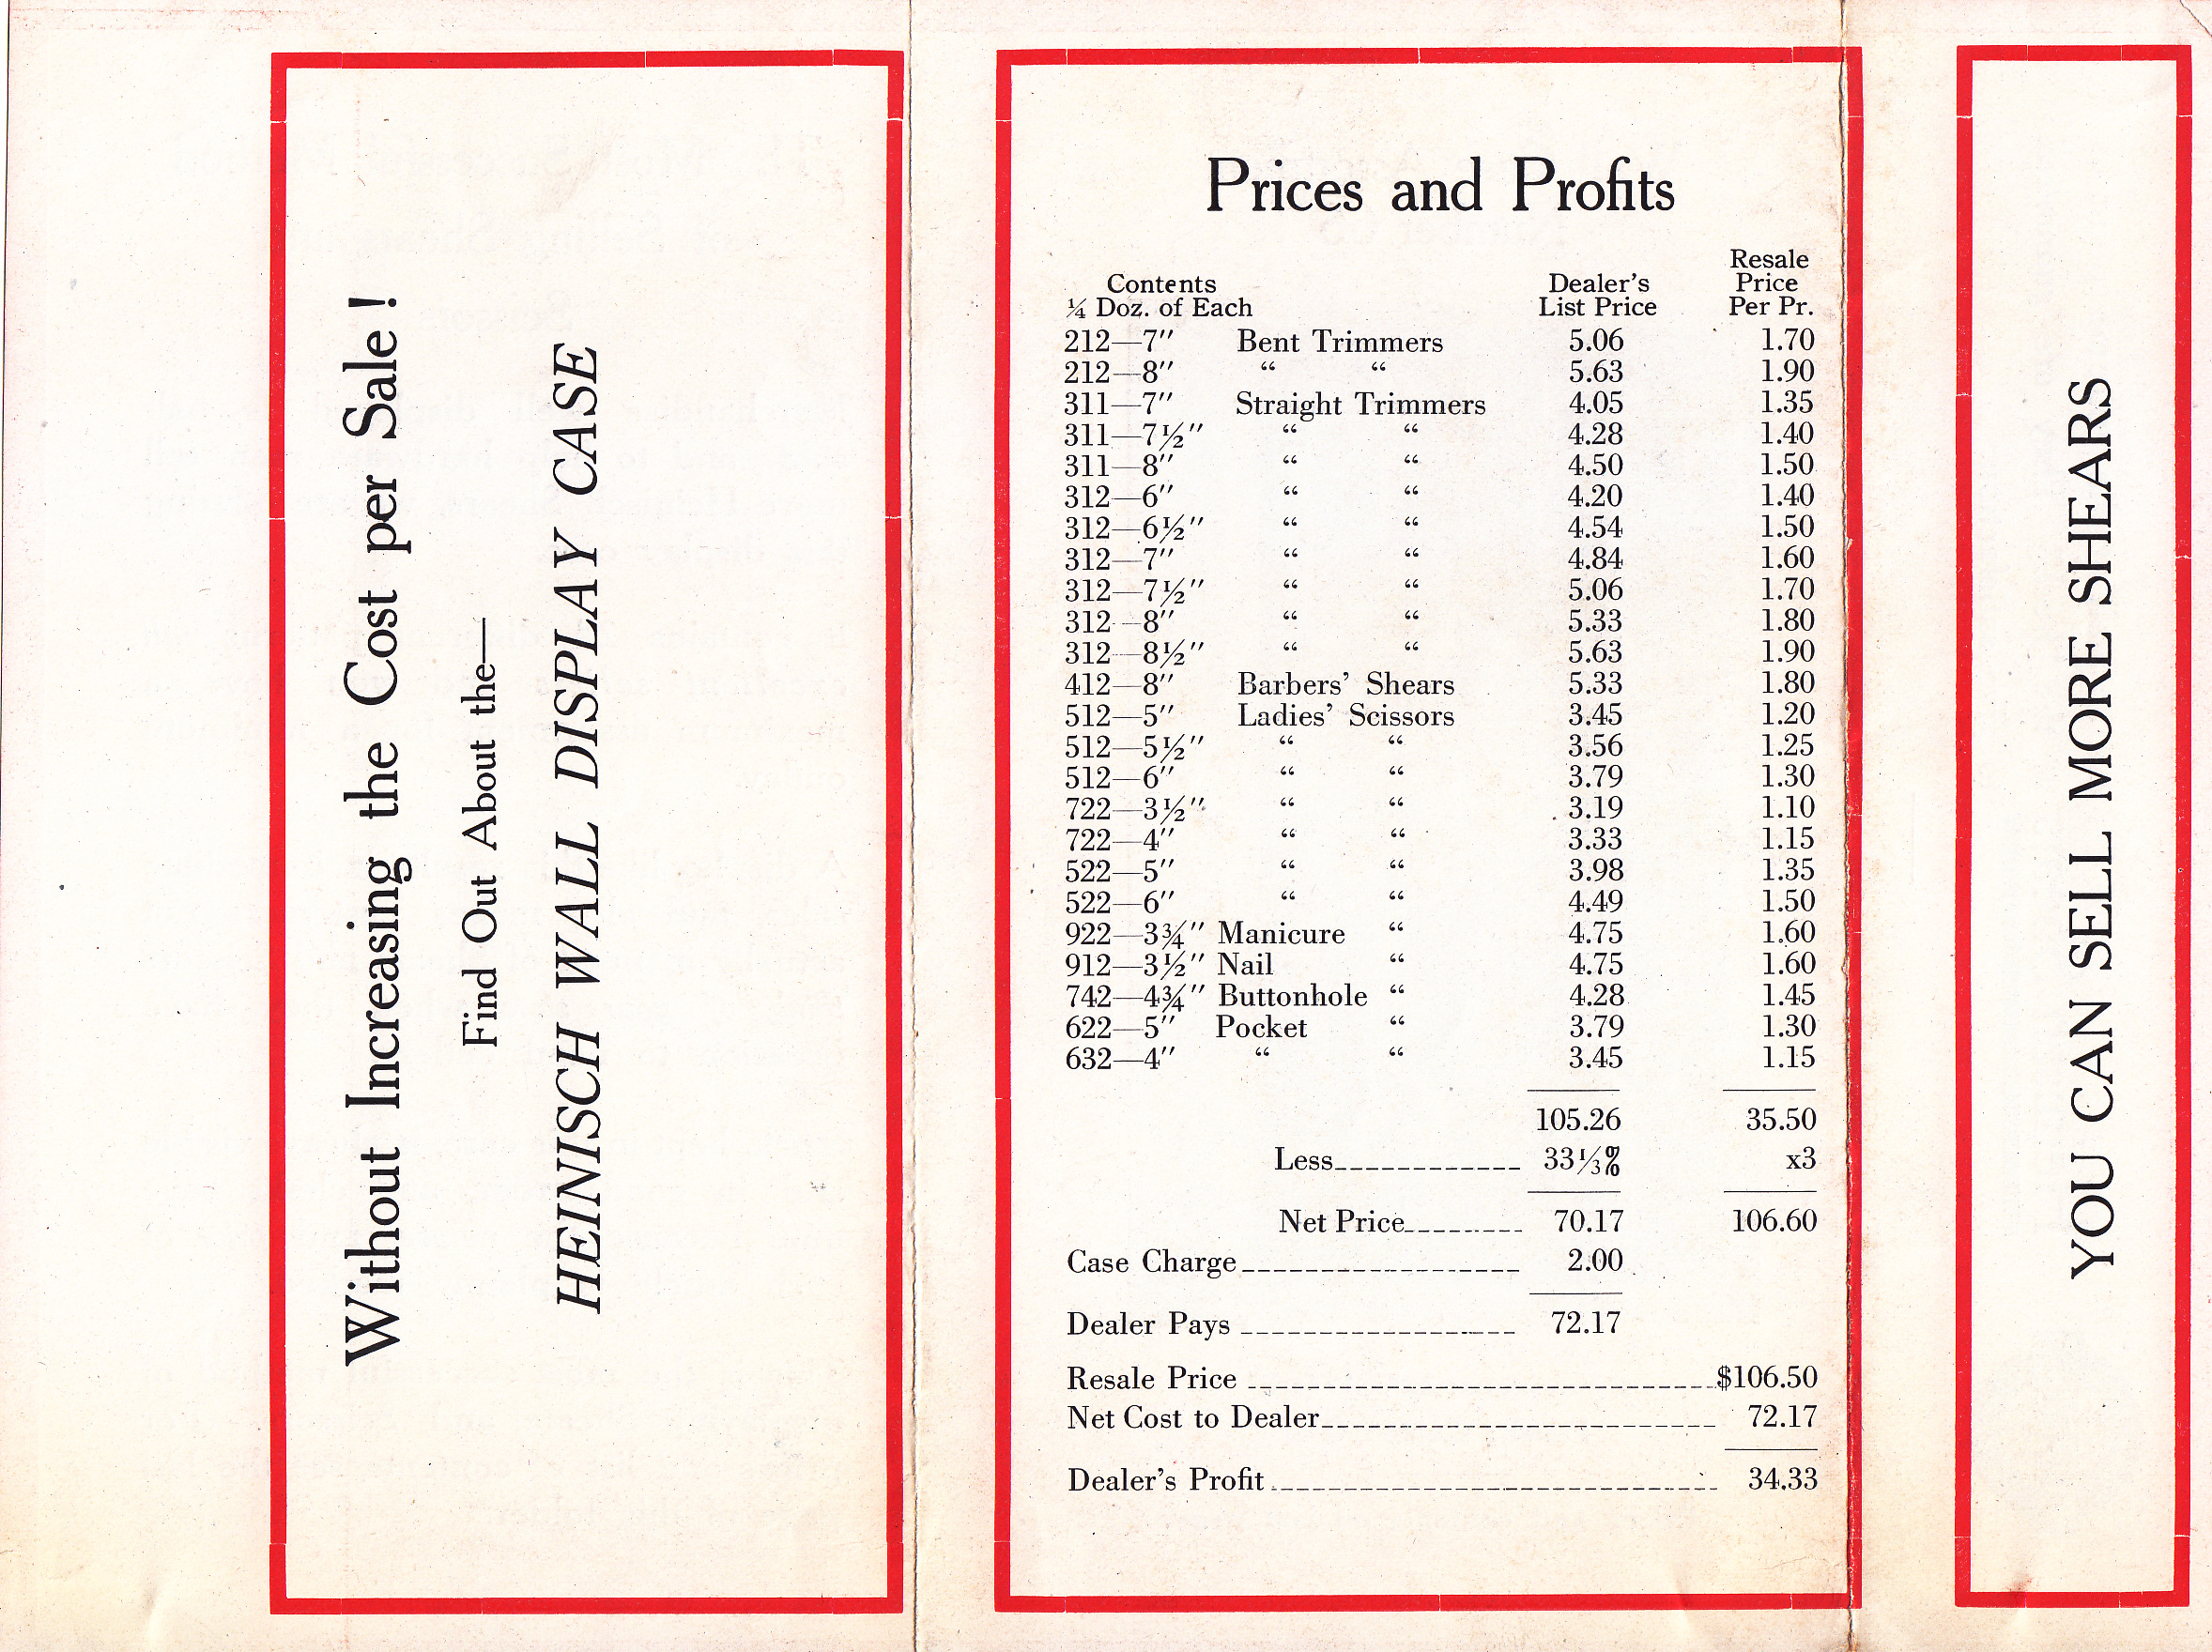 Without Increasing the Cost per Sale!
Find Out About the—
HEINISCH WALL DISPLAY CASE
Prices and Profits
Contents
¼ Doz. of Each
Dealer's
List Price
Resale
Price
Per Pr.
212—7″ Bent Trimmers 5.06 1.70
212—8″ “ “ 5.63 1.90
311—7″ Straight Trimmers 4.05 1.35
311—7½″ “ “ 4.28 1.40
311—8″ “ “ 4.50 1.50
312—6″ “ “ 4.20 1.40
312—6½″ “ “ 4.54 1.50
312—7″ “ “ 4.84 1.60
312—7½″ “ “ 5.06 1.70
312—8″ “ “ 5.33 1.80
312—8½″ “ “ 5.63 1.90
412—8″ Barbers' Shears 5.33 1.80
512—5″ Ladies' Scissors 3.45 1.20
512—5½″ “ “ 3.56 1.25
512—6″ “ “ 3.79 1.30
722—3½″ “ “ 3.19 1.10
722—4″ “ “ 3.33 1.15
522—5″ “ “ 3.98 1.35
522—6″ “ “ 4.49 1.50
922—3¾″ Manicure “ 4.75 1.60
912—3½″ Nail “ 4.75 1.60
742—4¾″ Buttonhole “ 4.28 1.45
622—5″ Pocket “ 3.79 1.30
632—4″ “ “ 3.45 1.15
105.26 35.50
Less 33⅓% x3
Net Price 70.17 106.60
Case Charge 2.00
Dealer Pays 72.17
Resale Price $106.50
Net Cost to Dealer 72.17
Dealer's Profit 34.33
YOU CAN SELL MORE SHEARS